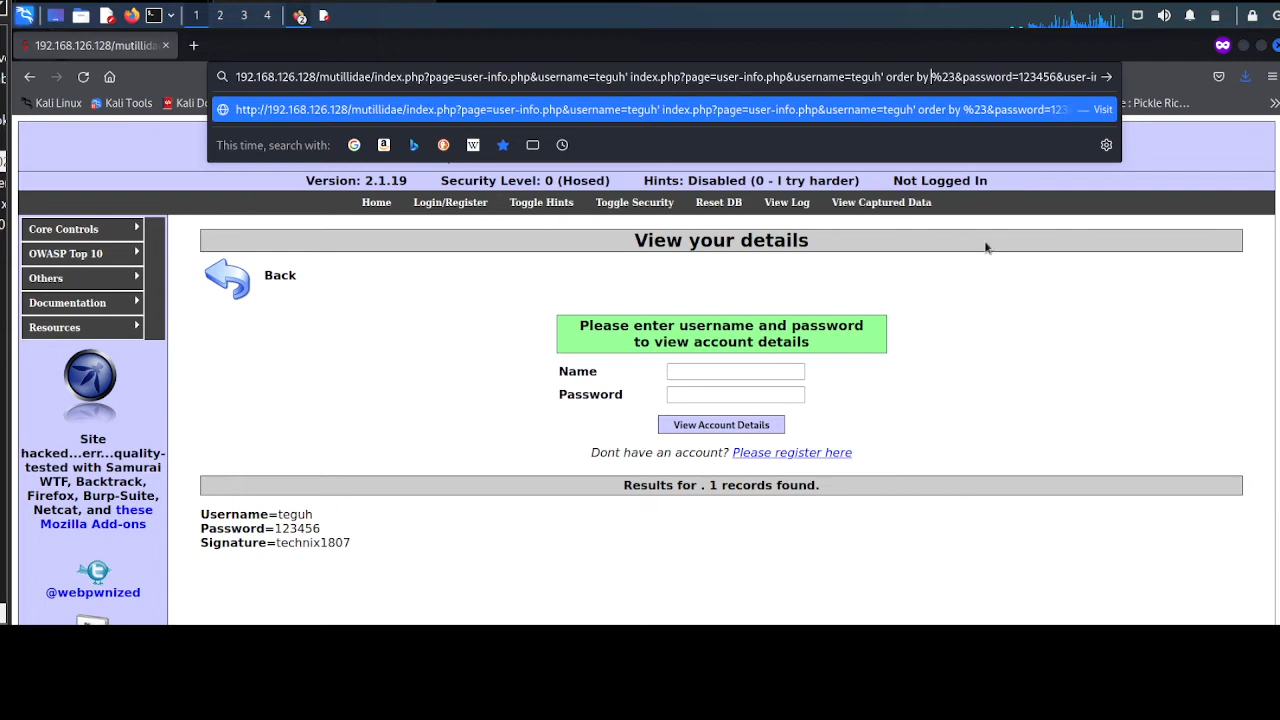 1 2 3 4 2
192.168.126.128/mutillida
192.168.126.128/mutillidae/index.php?page=user-info.php&username=teguh' index.php?page=user-info.php&username=teguh' order by %23&password=123456&user-i
Kali Linux Kali Tools Kali Do : Pickle Ric...
http://192.168.126.128/mutillidae/index.php?page=user-info.php&username=teguh' index.php?page=user-info.php&username=teguh' order by %23&password=123 — Visit
This time, search with:
Version: 2.1.19 Security Level: 0 (Hosed) Hints: Disabled (0 - I try harder) Not Logged In
Home Login/Register Toggle Hints Toggle Security Reset DB View Log View Captured Data
Core Controls
OWASP Top 10
Others
Documentation
Resources
Site
hacked...err...quality-
tested with Samurai
WTF, Backtrack,
Firefox, Burp-Suite,
Netcat, and these
Mozilla Add-ons
@webpwnized
View your details
Back
Please enter username and password
to view account details
Name
Password
View Account Details
Dont have an account? Please register here
Results for . 1 records found.
Username=teguh
Password=123456
Signature=technix1807